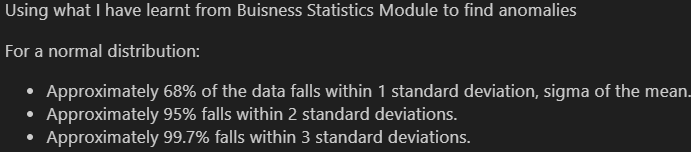 Using what I have learnt from Buisness Statistics Module to find anomalies
For a normal distribution:
• Approximately 68% of the data falls within 1 standard deviation, sigma of the mean.
• Approximately 95% falls within 2 standard deviations.
• Approximately 99.7% falls within 3 standard deviations.